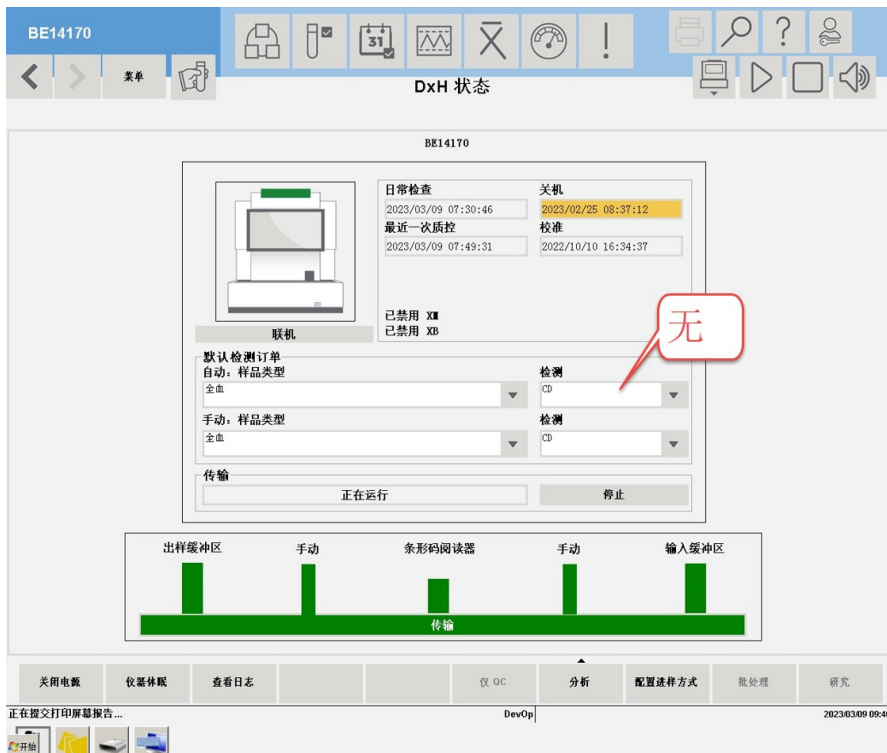 BE14170
31
菜单
DxH 状态
BE14170
日常检查
关机
2023/03/09 07:30:46
2023/02/25 08:37:12
最近一次质控
校准
2023/03/09 07:49:31
2022/10/10 16:34:37
已禁用 XM
已禁用 XB
联机
无
默认检测订单
自动：样品类型
检测
全血
CD
手动：样品类型
检测
全血
CD
传输
正在运行
停止
出样缓冲区
手动
条形码阅读器
手动
输入缓冲区
传输
关闭电源
仪器休眠
查看日志
仅 QC
分析
配置进样方式
批处理
研究
正在提交打印屏幕报告...
DevOp
2023/03/09 09:4
开始